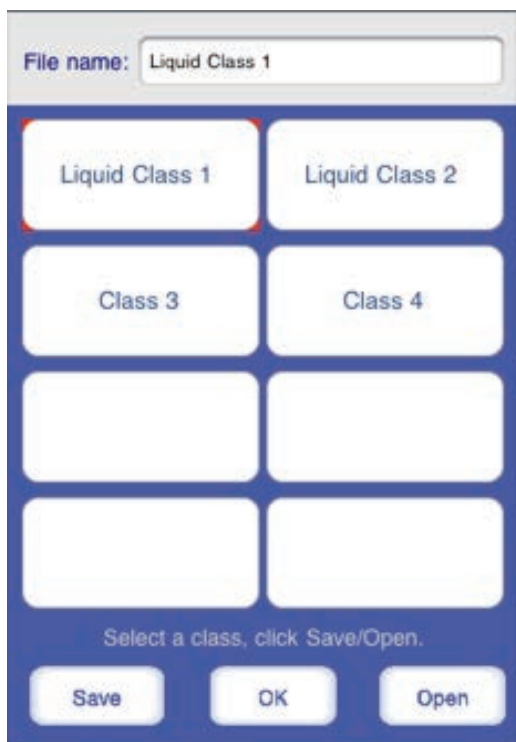 File name: Liquid Class 1
Liquid Class 1 Liquid Class 2
Class 3 Class 4
Select a class, click Save/Open.
Save OK Open